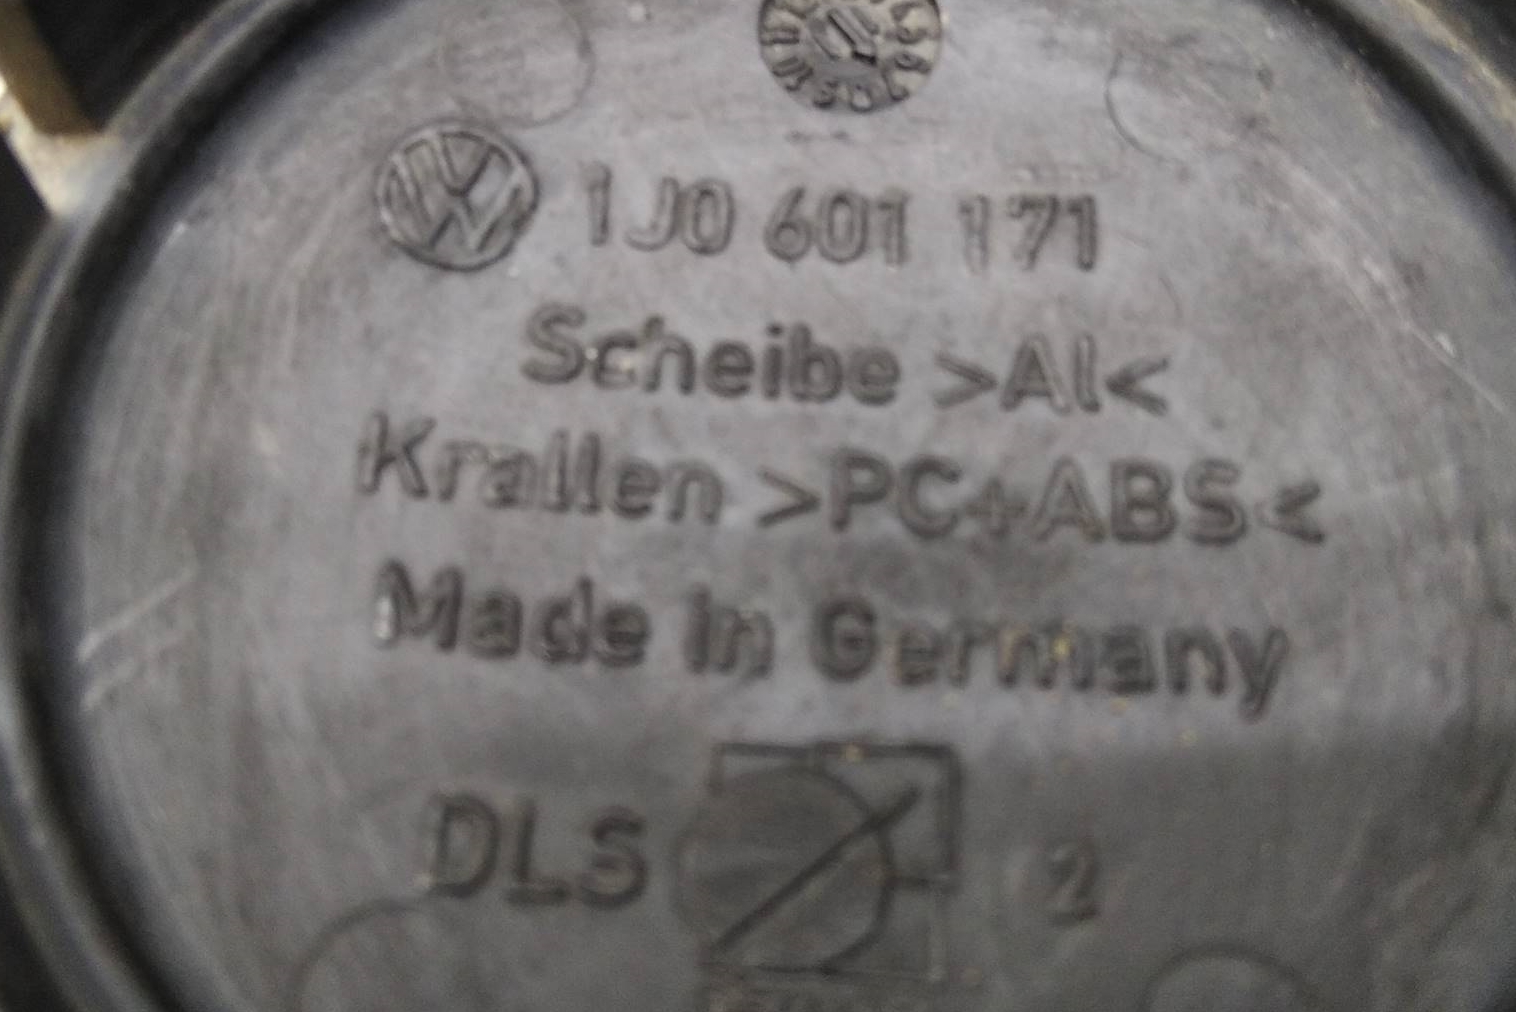 1J0 601 171
Scheibe >Al<
Krallen >PC+ABS<
Made in Germany
DLS 2